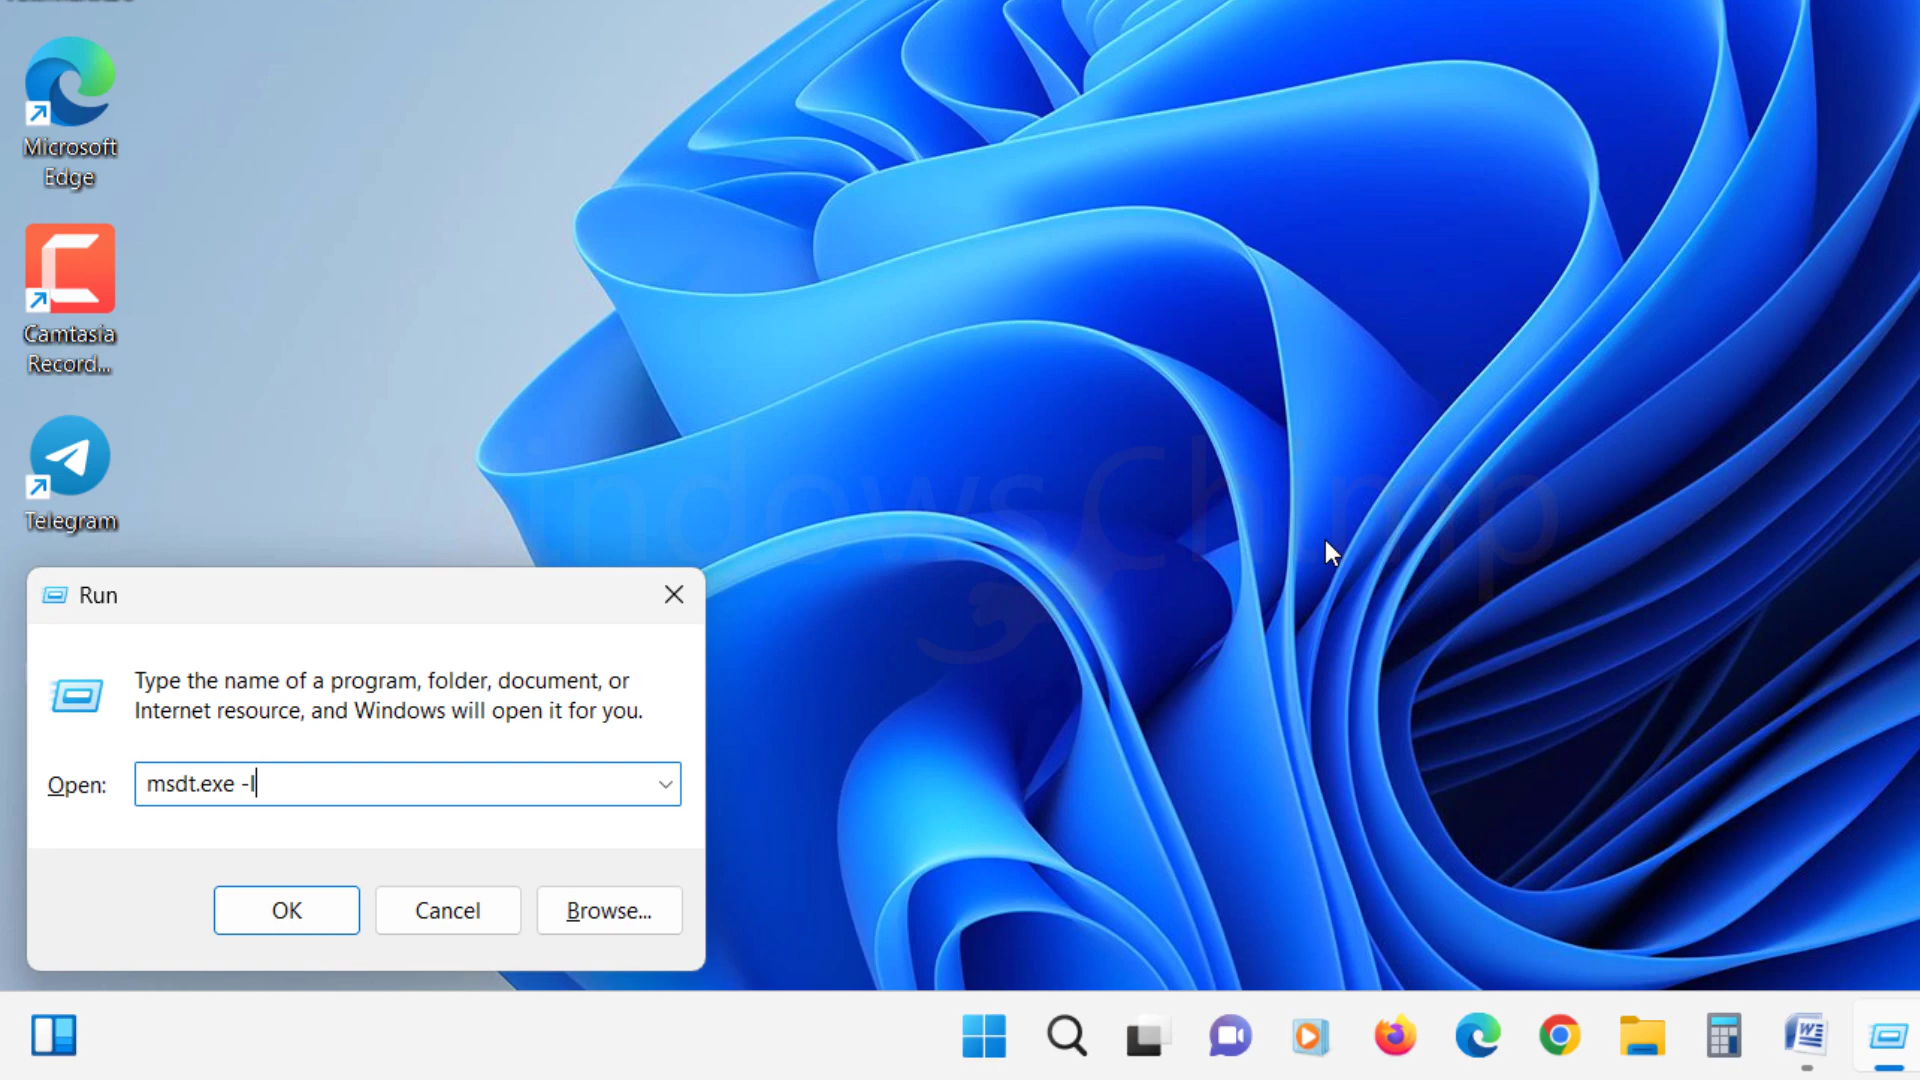 Microsoft
Edge
Camtasia
Record...
Telegram
WindowsChimp
Run
Type the name of a program, folder, document, or
Internet resource, and Windows will open it for you.
Open:
msdt.exe -I
OK
Cancel
Browse...